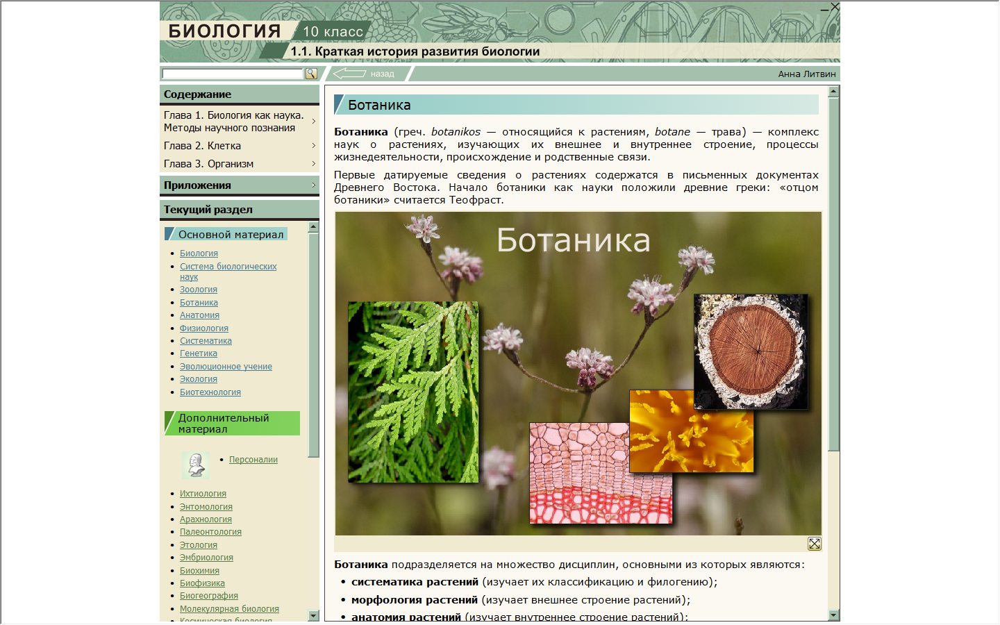 БИОЛОГИЯ 10 класс
1.1. Краткая история развития биологии
назад
Анна Литвин
Содержание
Глава 1. Биология как наука.
Методы научного познания
Глава 2. Клетка
Глава 3. Организм
Приложения
Текущий раздел
Основной материал
• Биология
• Система биологических
наук
• Зоология
• Ботаника
• Анатомия
• Физиология
• Систематика
• Генетика
• Эволюционное учение
• Экология
• Биотехнология
Дополнительный
материал
• Персоналии
• Ихтиология
• Энтомология
• Арахнология
• Палеонтология
• Этология
• Эмбриология
• Биохимия
• Биофизика
• Биогеография
• Молекулярная биология
• Космическая биология
Ботаника
Ботаника (греч. botanikos — относящийся к растениям, botane — трава) — комплекс
наук о растениях, изучающих их внешнее и внутреннее строение, процессы
жизнедеятельности, происхождение и родственные связи.
Первые датируемые сведения о растениях содержатся в письменных документах
Древнего Востока. Начало ботаники как науки положили древние греки: «отцом
ботаники» считается Теофраст.
Ботаника
Ботаника подразделяется на множество дисциплин, основными из которых являются:
• систематика растений (изучает их классификацию и филогению);
• морфология растений (изучает внешнее строение растений);
• анатомия растений (изучает внутреннее строение растений);